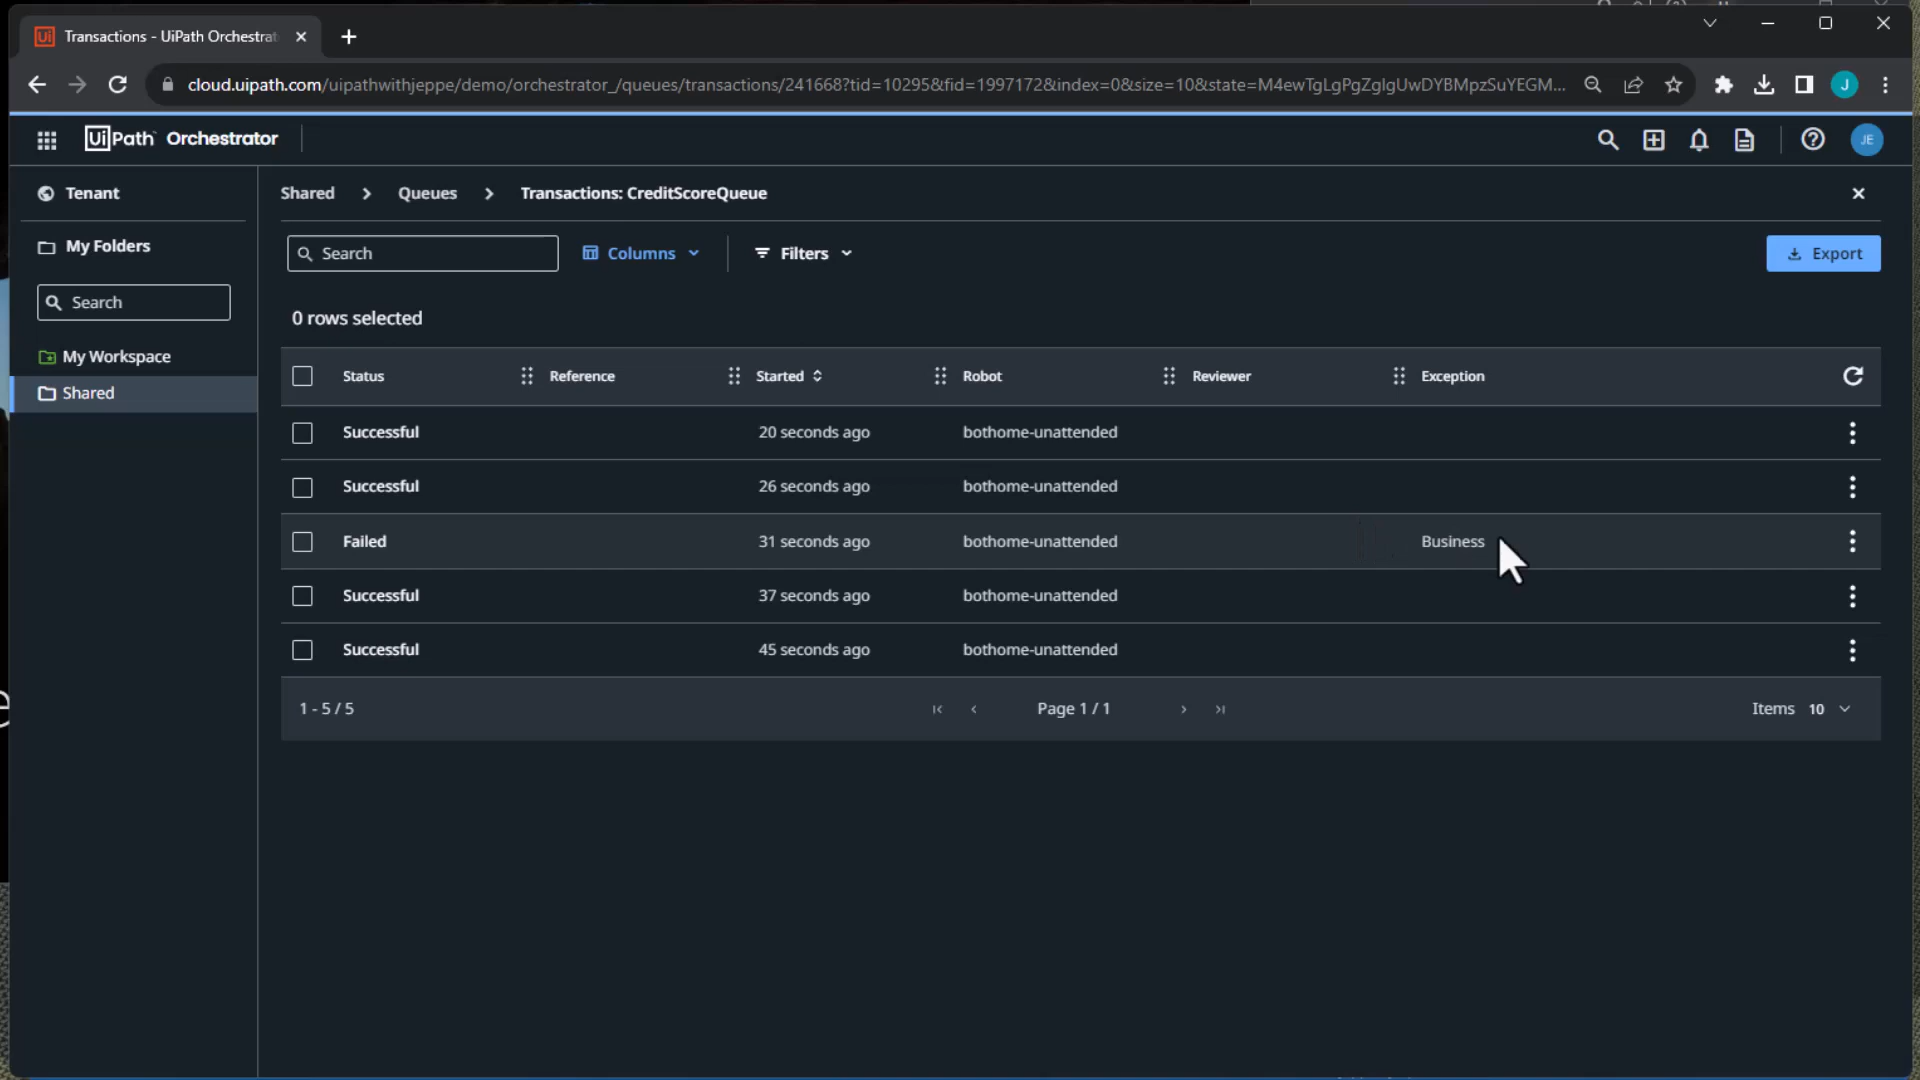 Transactions - UiPath Orchestrat
cloud.uipath.com/uipathwithjeppe/demo/orchestrator_/queues/transactions/241668?tid=10295&fid=1997172&index=0&size=10&state=M4ewTgLgPgZglgUwDYBMpzSuYEGM...
J
UiPath Orchestrator
JE
Tenant
Shared > Queues > Transactions: CreditScoreQueue
My Folders
Search
Columns
Filters
Export
Search
0 rows selected
My Workspace
Shared
Status Reference Started Robot Reviewer Exception
Successful 20 seconds ago bothome-unattended
Successful 26 seconds ago bothome-unattended
Failed 31 seconds ago bothome-unattended Business
Successful 37 seconds ago bothome-unattended
Successful 45 seconds ago bothome-unattended
1 - 5 / 5 Page 1 / 1 Items 10